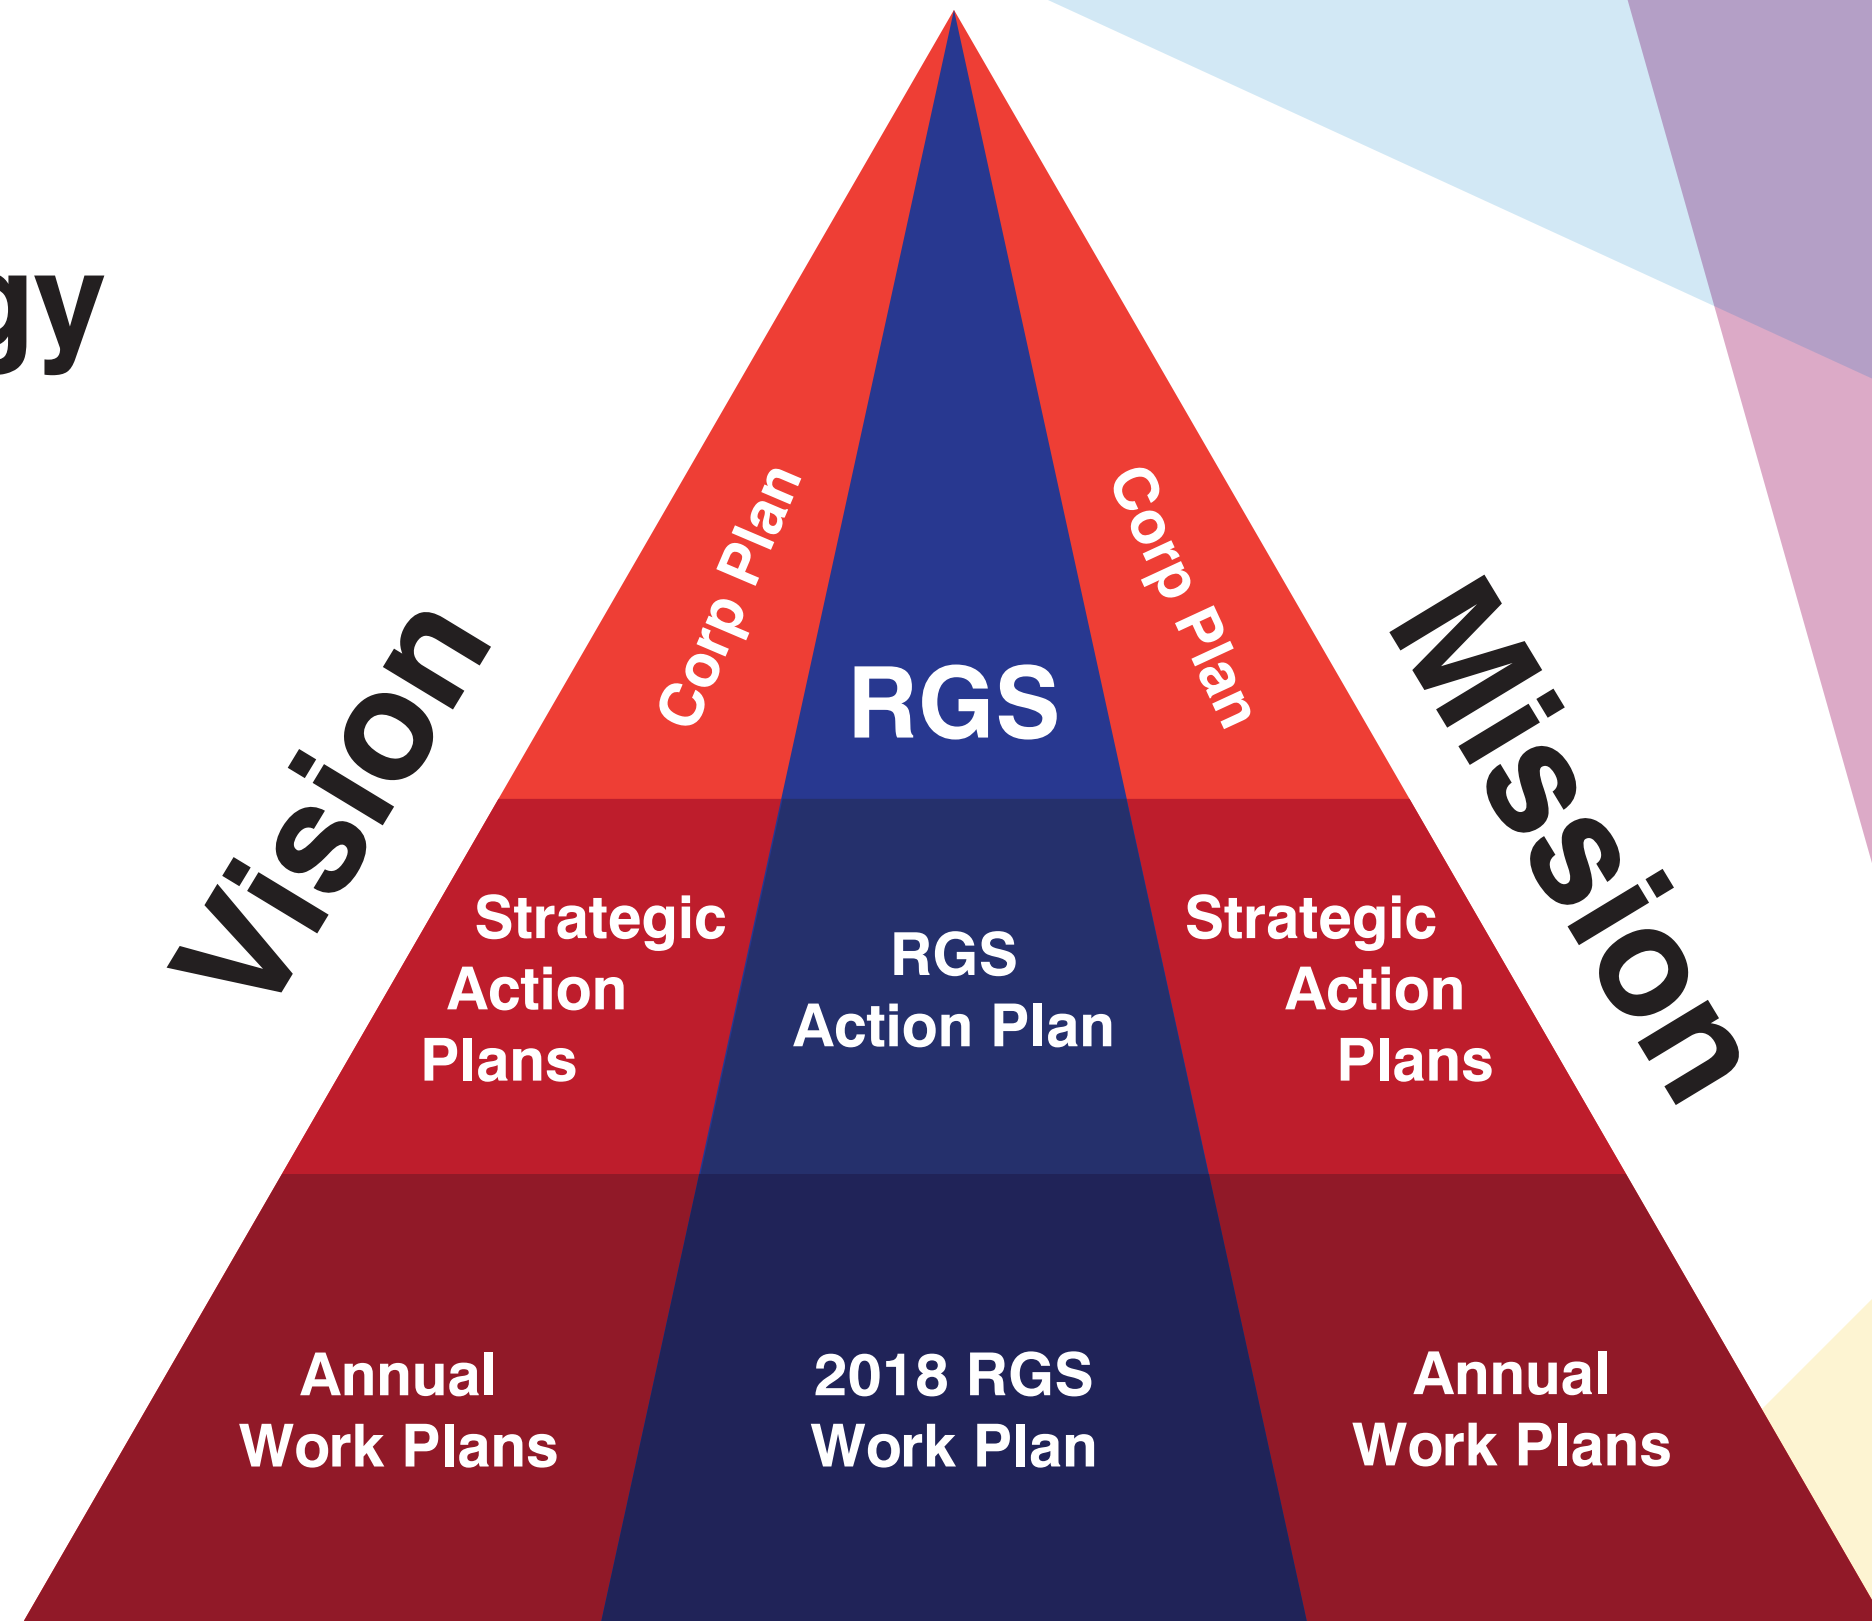 gy
Vision
Mission
Corp Plan
RGS
Corp Plan
Strategic
Action
Plans
RGS
Action Plan
Strategic
Action
Plans
Annual
Work Plans
2018 RGS
Work Plan
Annual
Work Plans